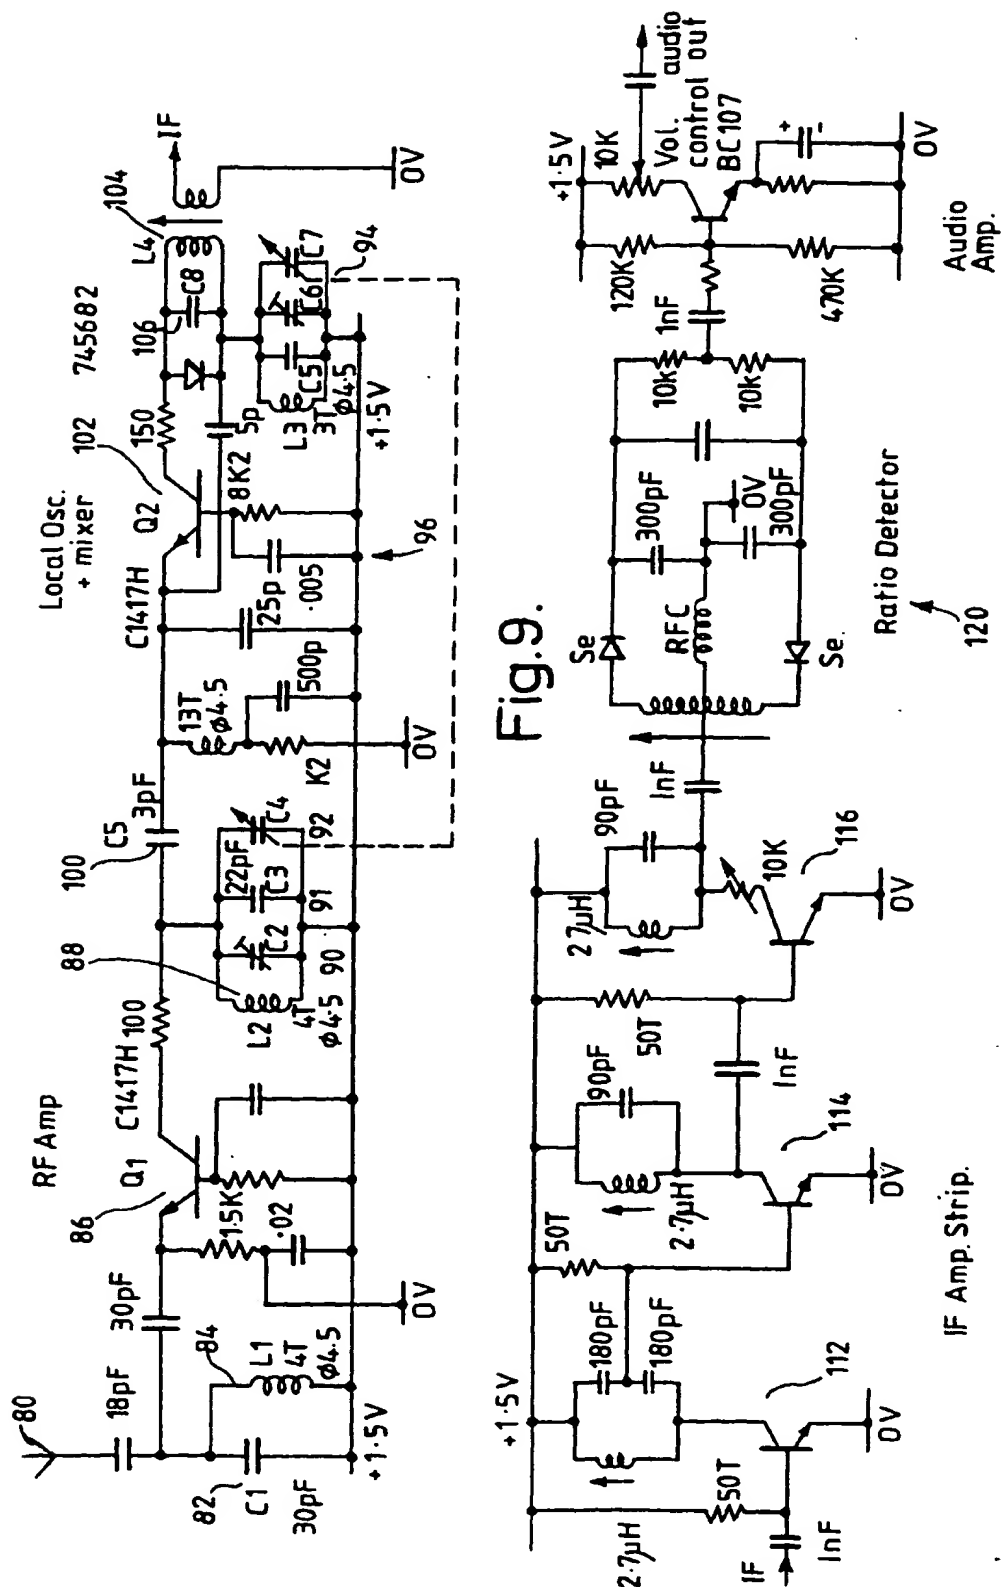 RF Amp
Local Osc.
+ mixer
80
18pF
82
C1
30pF
84
L1
4T
ϕ4.5
+1.5V
30pF
86
Q1
C1417H
1.5K
.02
0V
100
88
L2
4T
ϕ4.5
C2
90
22pF
C3
91
C4
92
100
C5
3pF
13T
ϕ4.5
K2
500p
0V
C1417H
Q2
102
25p
.005
8K2
96
150
5p
745682
106
C8
L4
104
IF
0V
L3
3T
ϕ4.5
C5
C6
C7
94
+1.5V
Fig.9.
IF
1nF
2.7µH
50T
+1.5V
180pF
180pF
112
0V
50T
2.7µH
90pF
114
0V
1nF
50T
2.7µH
90pF
10K
116
0V
1nF
IF Amp. Strip.
Se
Se
RFC
300pF
0V
300pF
10k
10k
1nF
Ratio Detector
120
120K
470K
+1.5V
10K
Vol.
control
audio
out
BC107
+
-
0V
Audio
Amp.